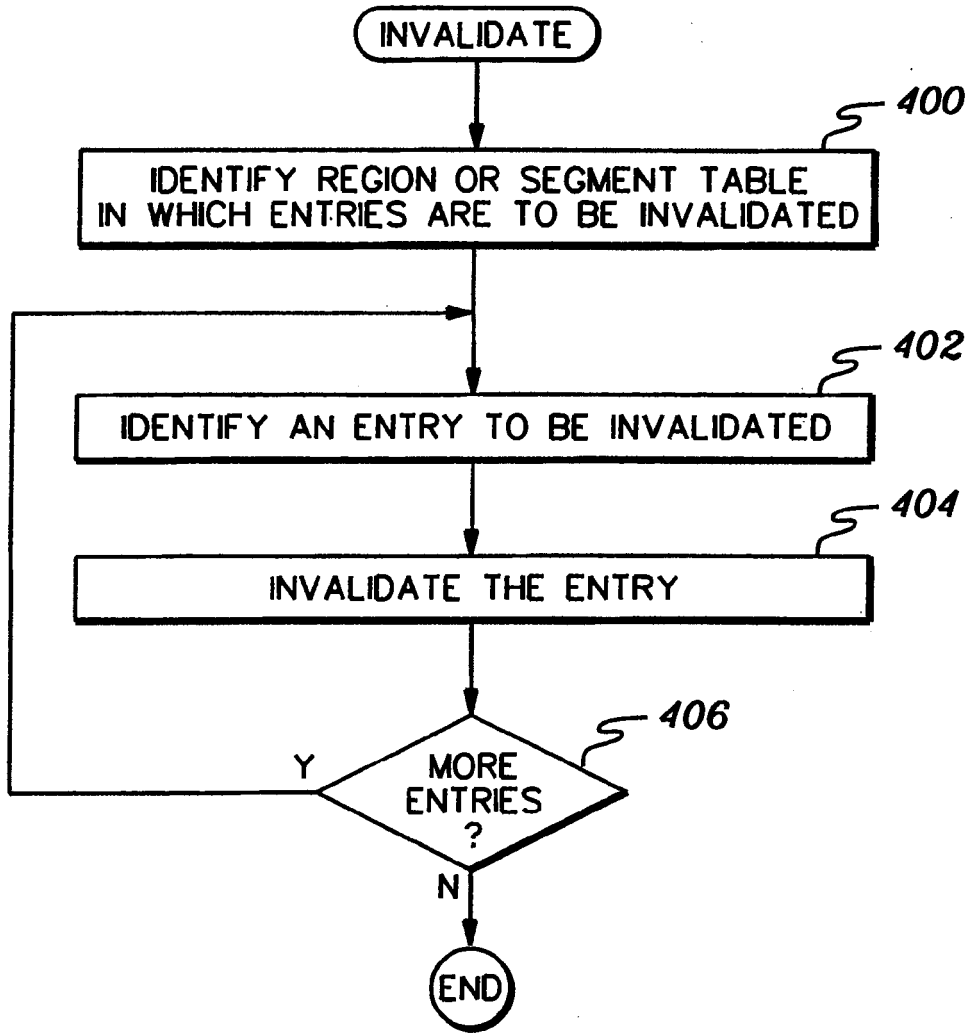 INVALIDATE
400
IDENTIFY REGION OR SEGMENT TABLE
IN WHICH ENTRIES ARE TO BE INVALIDATED
402
IDENTIFY AN ENTRY TO BE INVALIDATED
404
INVALIDATE THE ENTRY
406
Y
MORE
ENTRIES
?
N
END